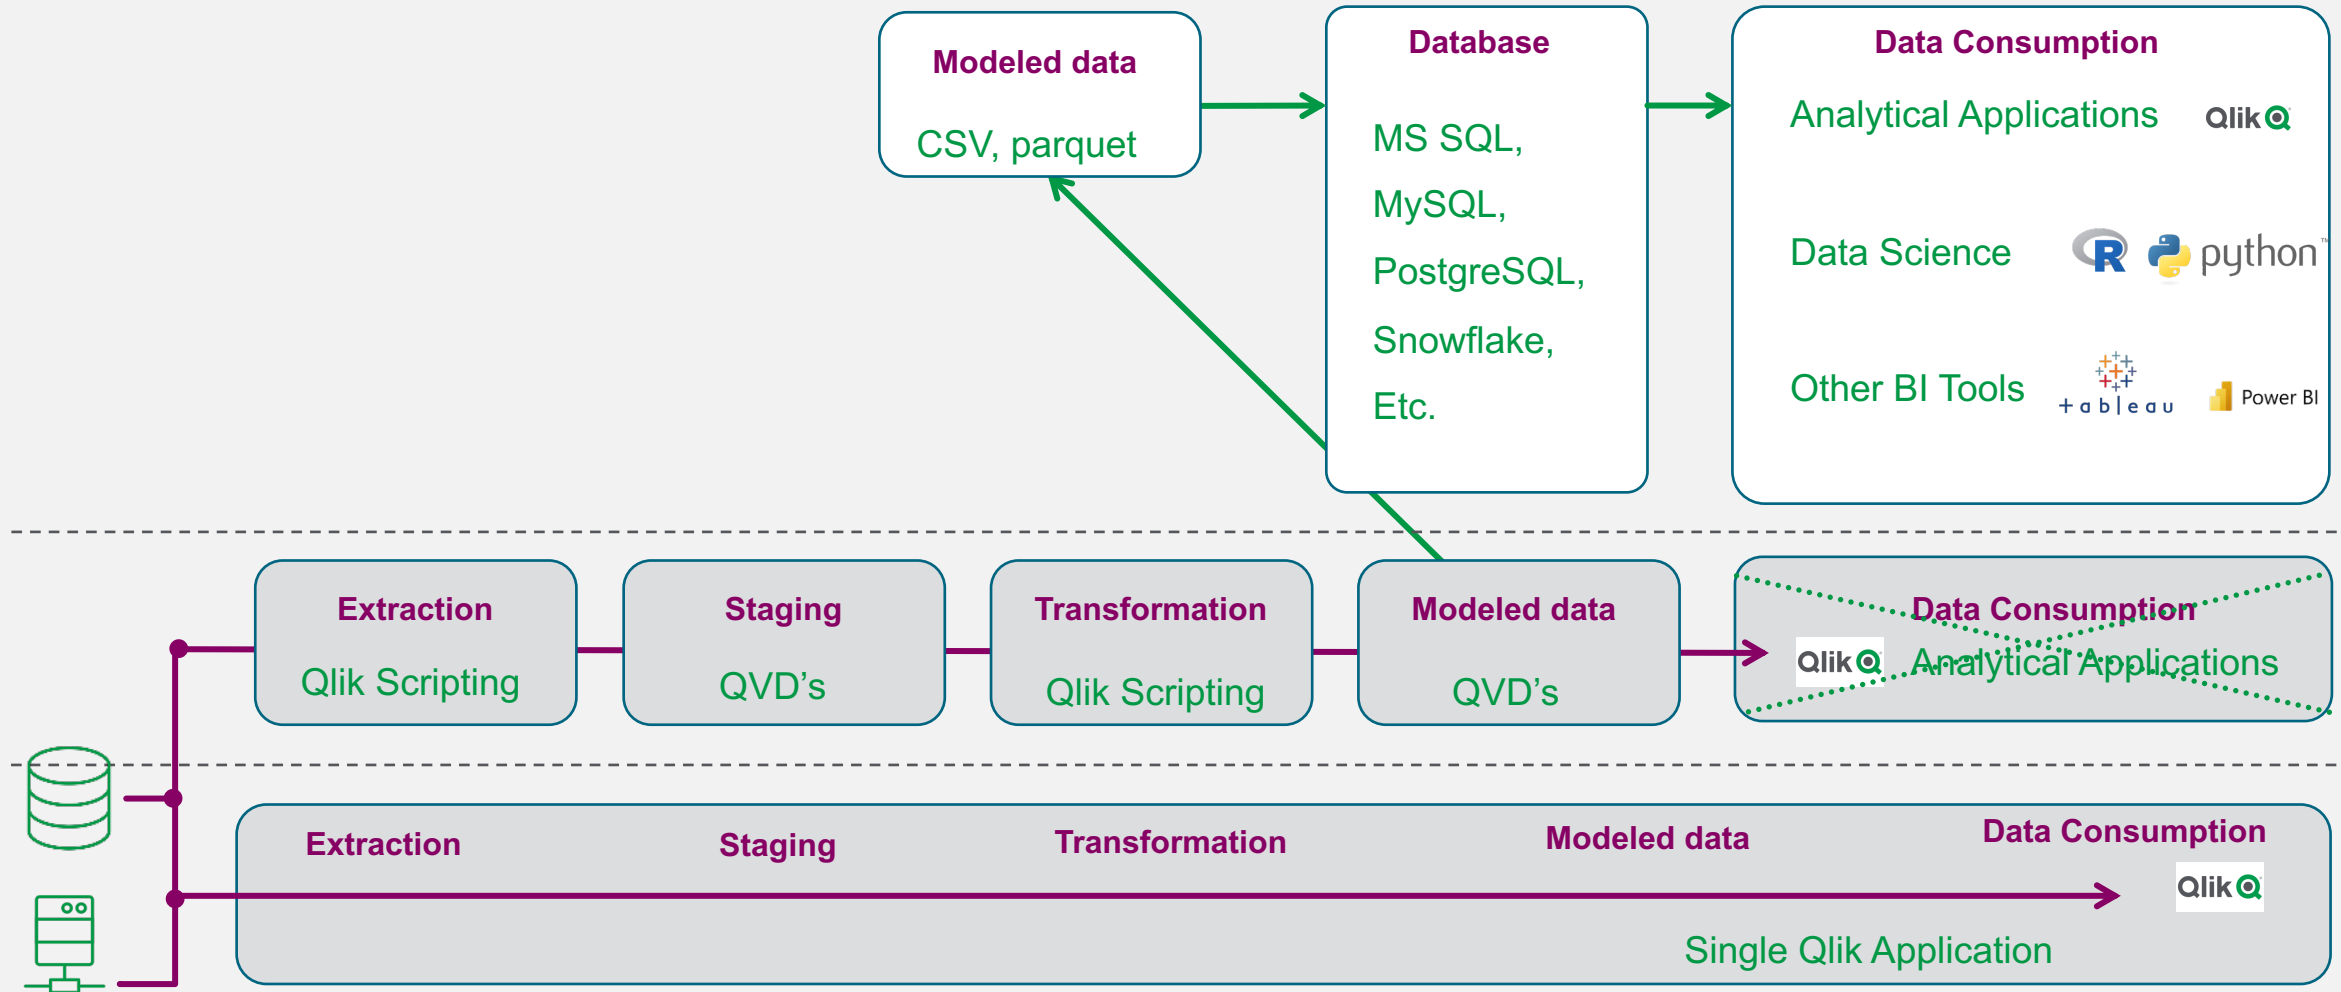 Modeled data
CSV, parquet
Database
MS SQL,
MySQL,
PostgreSQL,
Snowflake,
Etc.
Data Consumption
Analytical Applications
Qlik
Data Science
R
python™
Other BI Tools
+ableau
Power BI
Extraction
Qlik Scripting
Staging
QVD’s
Transformation
Qlik Scripting
Modeled data
QVD’s
Data Consumption
Qlik
Analytical Applications
Extraction
Staging
Transformation
Modeled data
Data Consumption
Qlik
Single Qlik Application